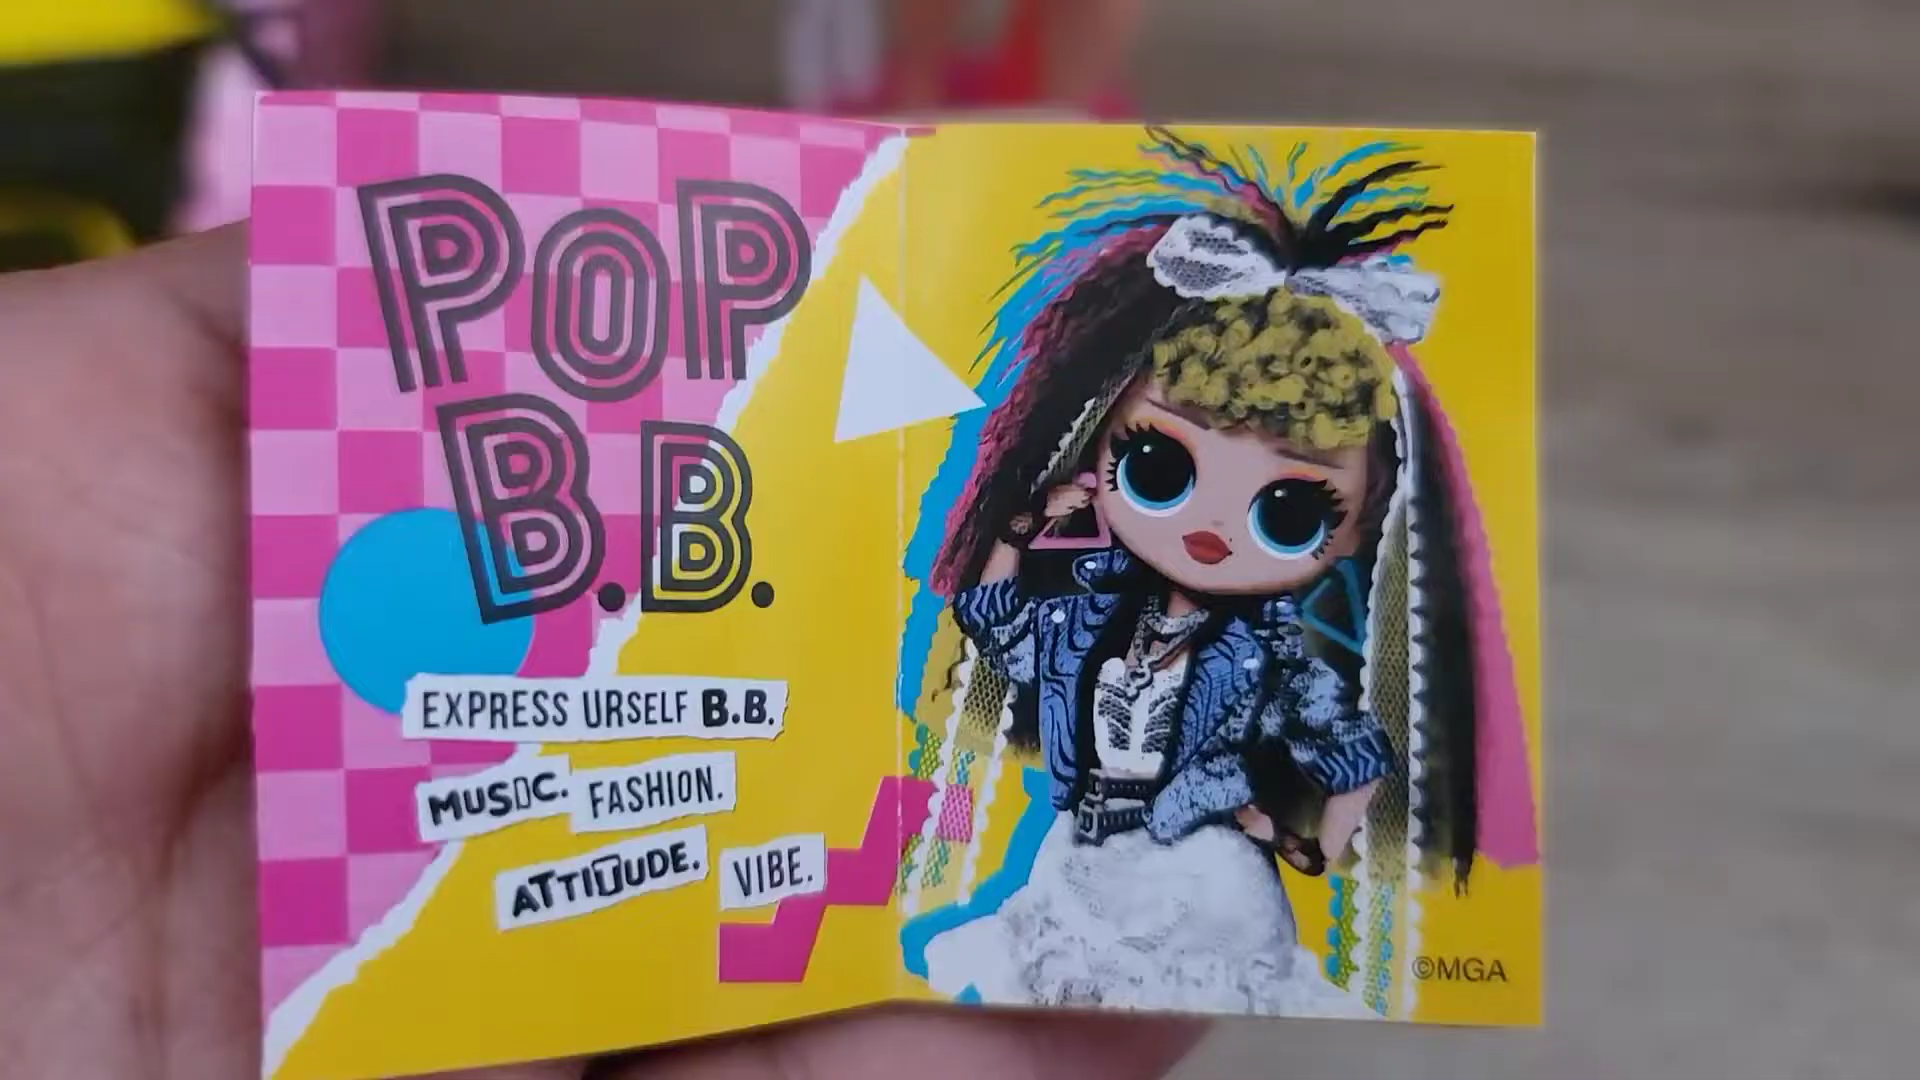 PoP
B.B.
EXPRESS URSELF B.B.
MUSIC. FASHION.
ATTITUDE. VIBE.
©MGA